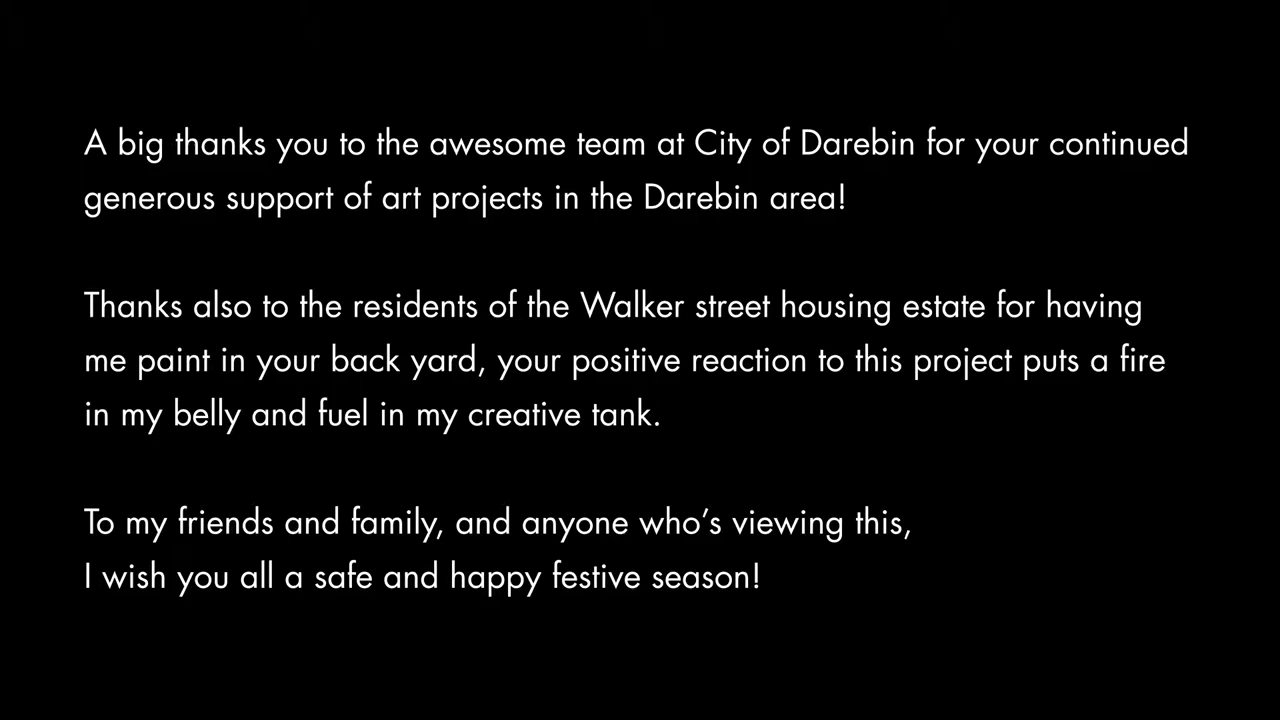 A big thanks you to the awesome team at City of Darebin for your continued
generous support of art projects in the Darebin area!
Thanks also to the residents of the Walker street housing estate for having
me paint in your back yard, your positive reaction to this project puts a fire
in my belly and fuel in my creative tank.
To my friends and family, and anyone who’s viewing this,
I wish you all a safe and happy festive season!